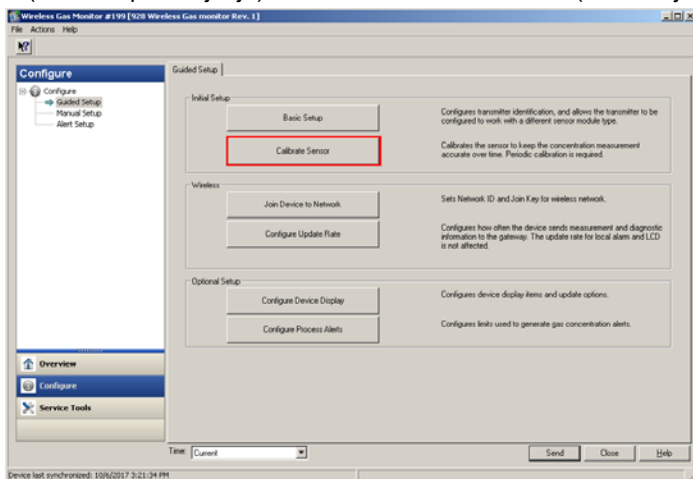 Wireless Gas Monitor #199 [928 Wireless Gas monitor Rev. 1]
File Actions Help
Configure
Configure
Guided Setup
Manual Setup
Alert Setup
Overview
Configure
Service Tools
Guided Setup
Initial Setup
Basic Setup
Configures transmitter identification, and allows the transmitter to be
configured to work with a different sensor module type.
Calibrate Sensor
Calibrates the sensor to keep the concentration measurement
accurate over time. Periodic calibration is required.
Wireless
Join Device to Network
Sets Network ID and Join Key for wireless network.
Configure Update Rate
Configures how often the device sends measurement and diagnostic
information to the gateway. The update rate for local alarm and LCD
is not affected.
Optional Setup
Configure Device Display
Configures device display items and update options.
Configure Process Alerts
Configures limits used to generate gas concentration alerts.
Time: Current
Send Close Help
Device last synchronized: 10/6/2017 3:21:34 PM